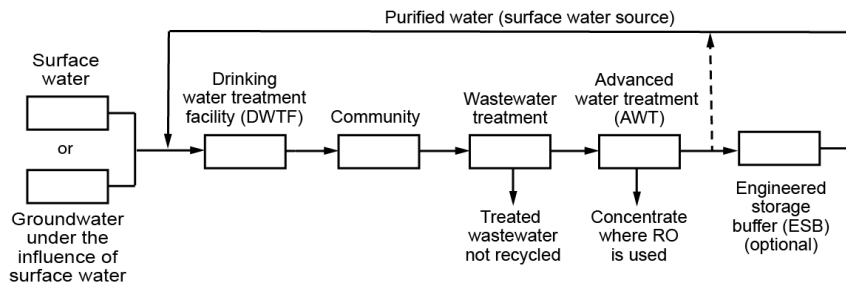 Purified water (surface water source)
Surface
water
or
Groundwater
under the
influence of
surface water
Drinking
water treatment
facility (DWTF)
Community
Wastewater
treatment
Treated
wastewater
not recycled
Advanced
water treatment
(AWT)
Concentrate
where RO
is used
Engineered
storage
buffer (ESB)
(optional)